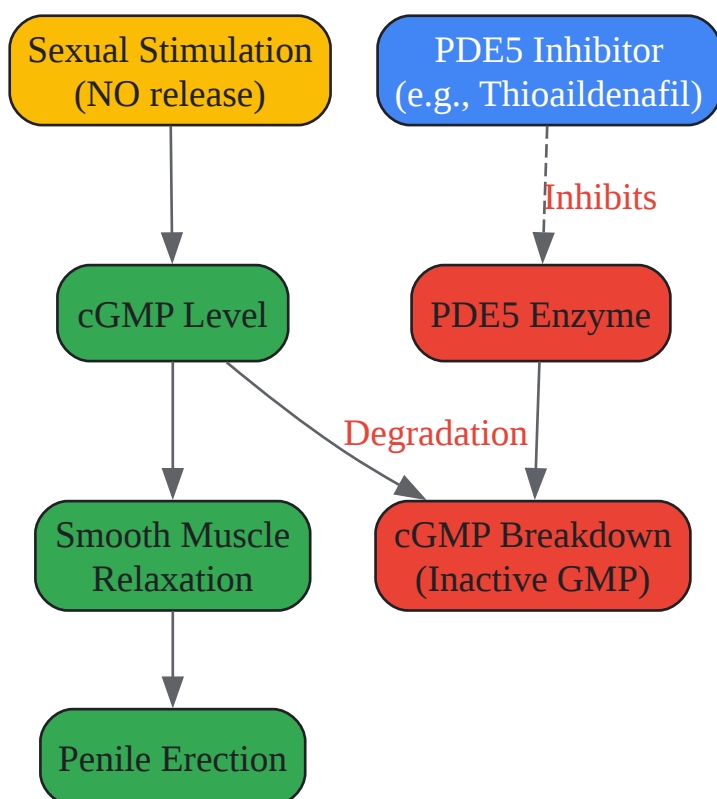 Sexual Stimulation
(NO release)
PDE5 Inhibitor
(e.g., Thioaildenafil)
Inhibits
cGMP Level
PDE5 Enzyme
Degradation
Smooth Muscle
Relaxation
cGMP Breakdown
(Inactive GMP)
Penile Erection